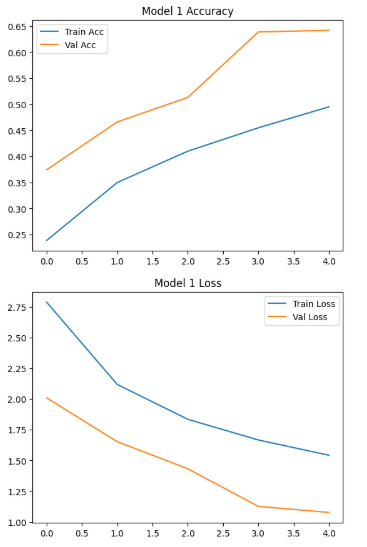 Model 1 Accuracy
Train Acc
Val Acc
0.65
0.60
0.55
0.50
0.45
0.40
0.35
0.30
0.25
0.0 0.5 1.0 1.5 2.0 2.5 3.0 3.5 4.0
Model 1 Loss
Train Loss
Val Loss
2.75
2.50
2.25
2.00
1.75
1.50
1.25
1.00
0.0 0.5 1.0 1.5 2.0 2.5 3.0 3.5 4.0